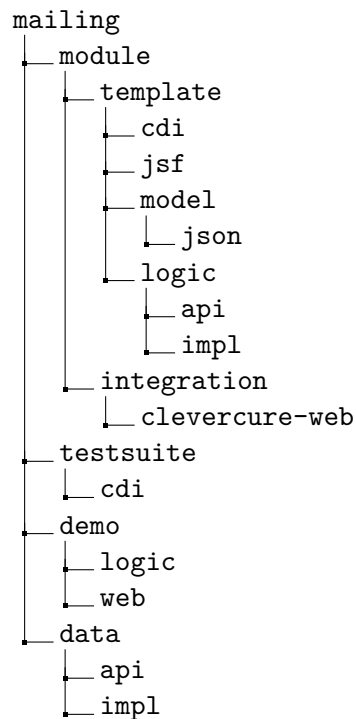 mailing
module
template
cdi
jsf
model
json
logic
api
impl
integration
clevercure-web
testsuite
cdi
demo
logic
web
data
api
impl